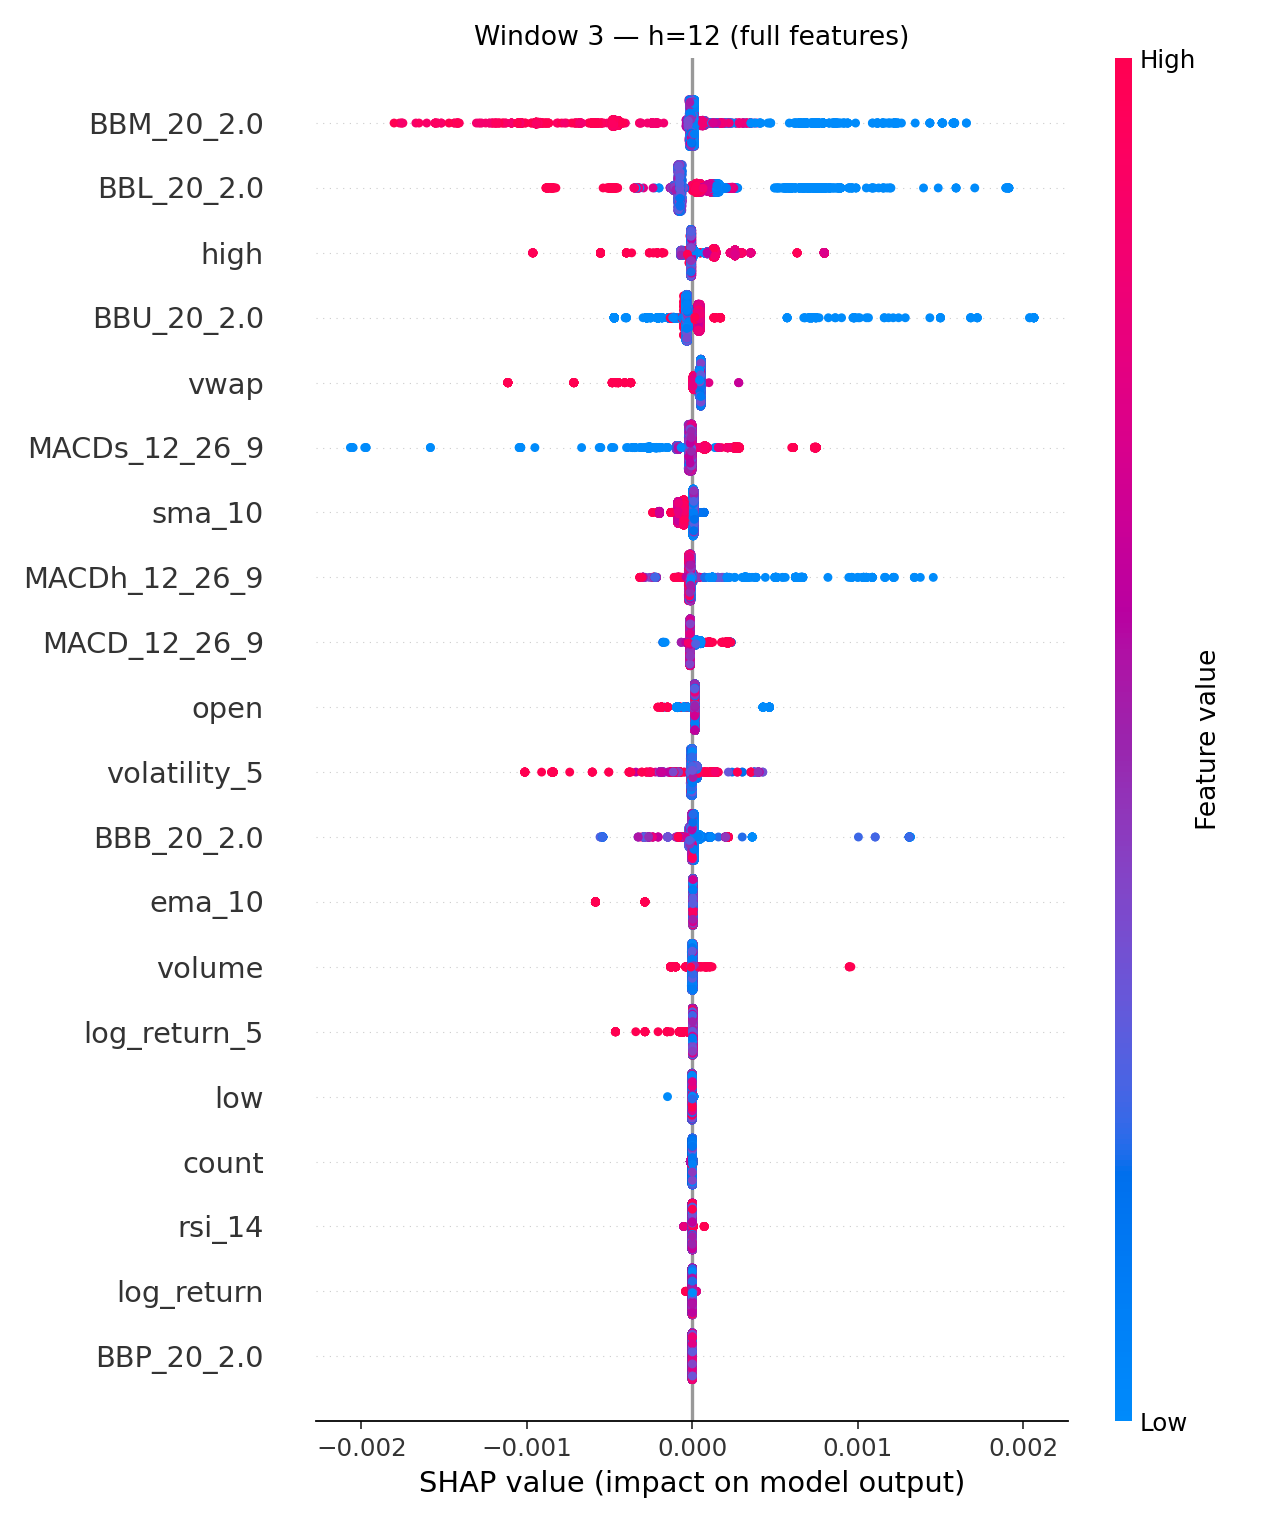 Window 3 — h=12 (full features)
High
BBM_20_2.0
BBL_20_2.0
high
BBU_20_2.0
vwap
MACDs_12_26_9
sma_10
MACDh_12_26_9
MACD_12_26_9
open
volatility_5
BBB_20_2.0
ema_10
volume
log_return_5
low
count
rsi_14
log_return
BBP_20_2.0
Feature value
Low
−0.002 −0.001 0.000 0.001 0.002
SHAP value (impact on model output)